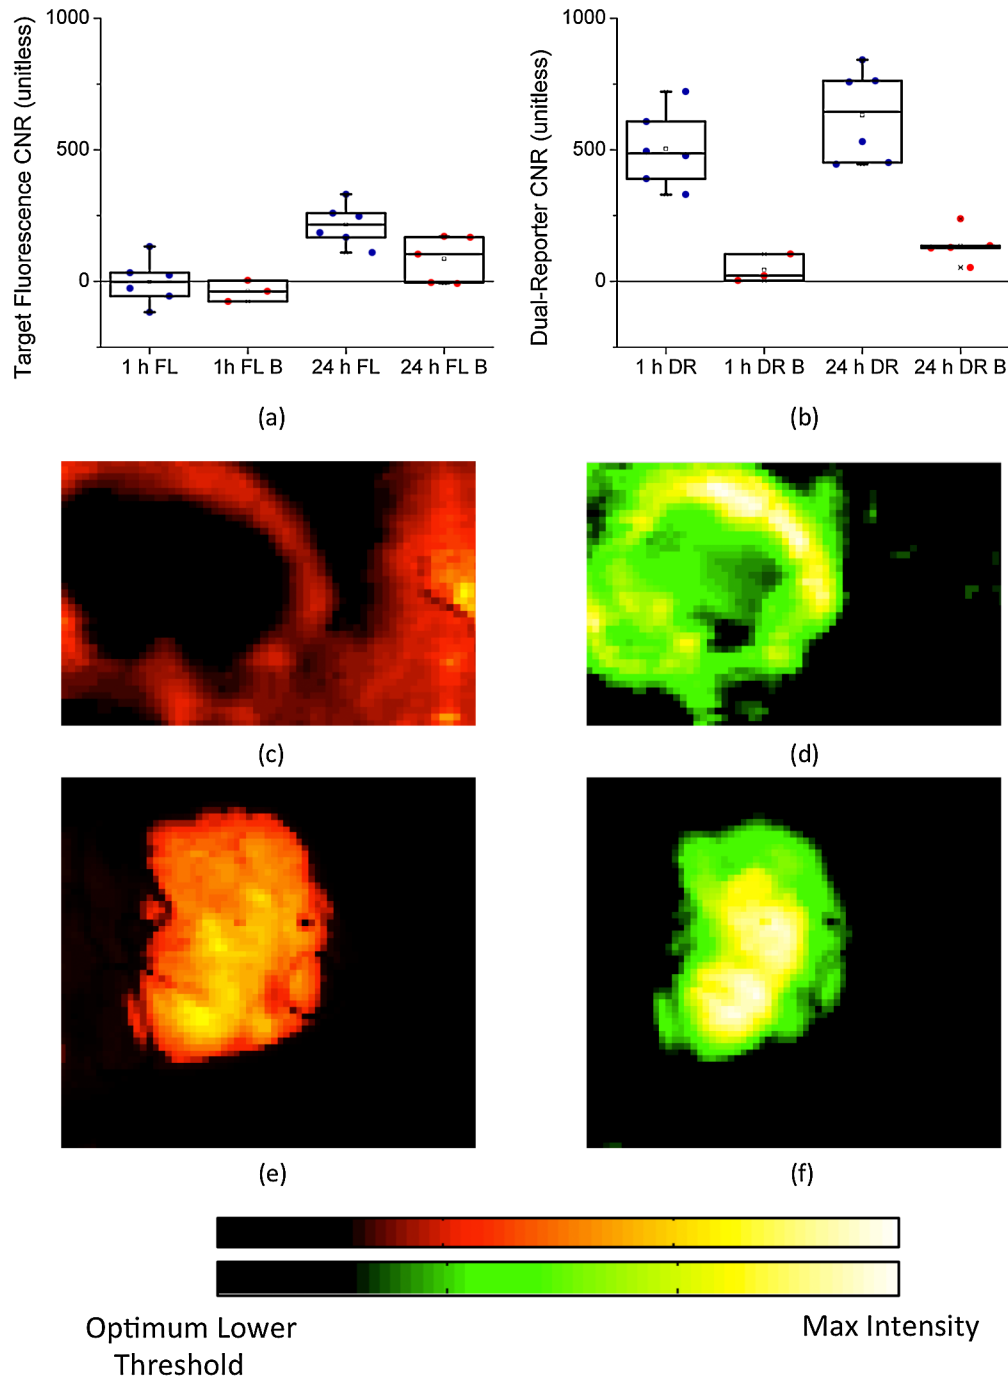 1000
500
0
Target Fluorescence CNR (unitless)
1 h FL
1h FL B
24 h FL
24 h FL B
(a)
1000
500
0
Dual-Reporter CNR (unitless)
1 h DR
1 h DR B
24 h DR
24 h DR B
(b)
(c)
(d)
(e)
(f)
Optimum Lower
Threshold
Max Intensity